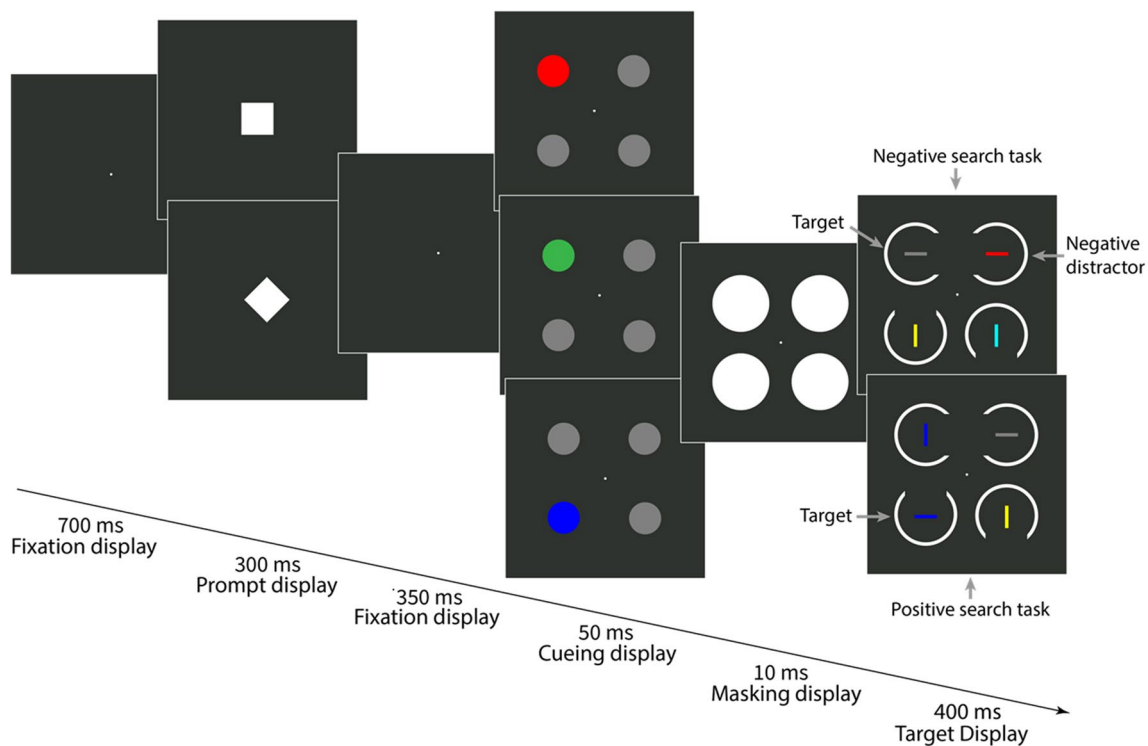 Negative search task
Target
Negative
distractor
Target
Positive search task
700 ms
Fixation display
300 ms
Prompt display
350 ms
Fixation display
50 ms
Cueing display
10 ms
Masking display
400 ms
Target Display